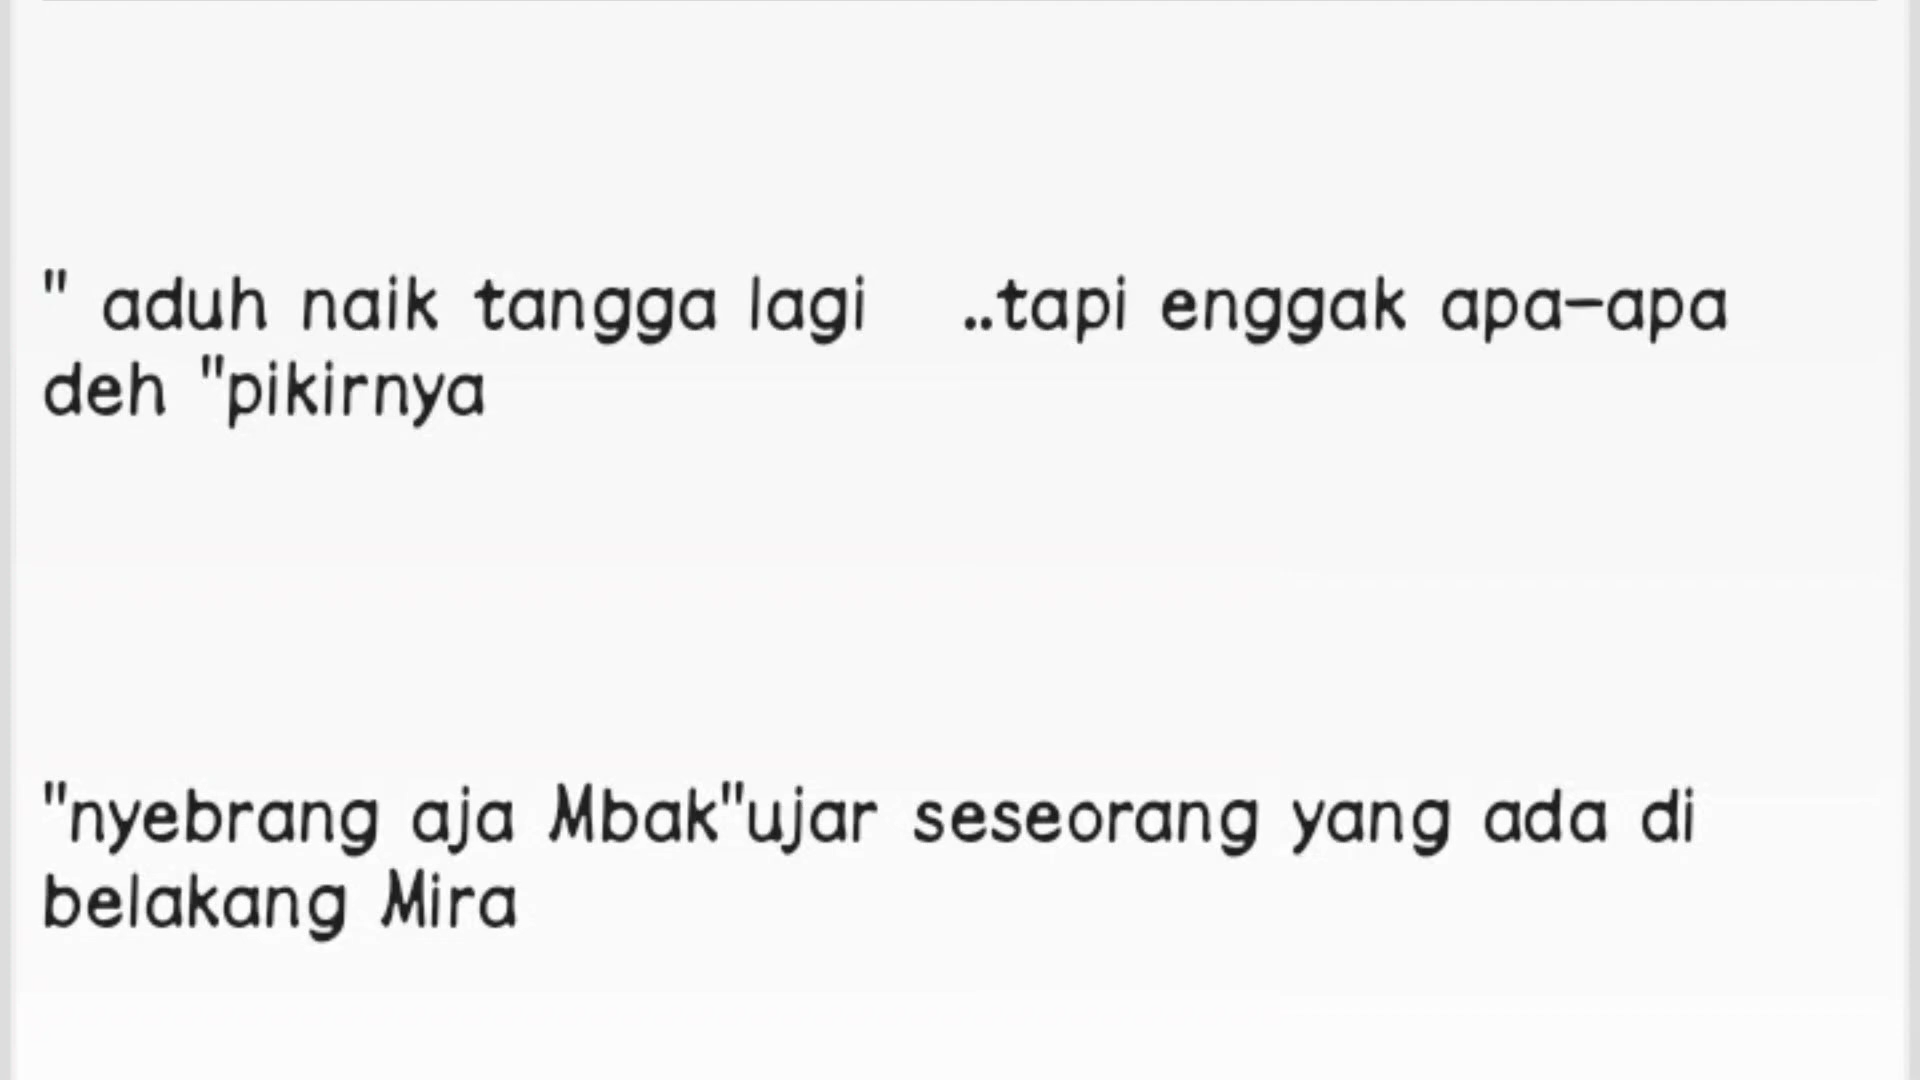 " aduh naik tangga lagi   ..tapi enggak apa-apa
deh "pikirnya
"nyebrang aja Mbak"ujar seseorang yang ada di
belakang Mira